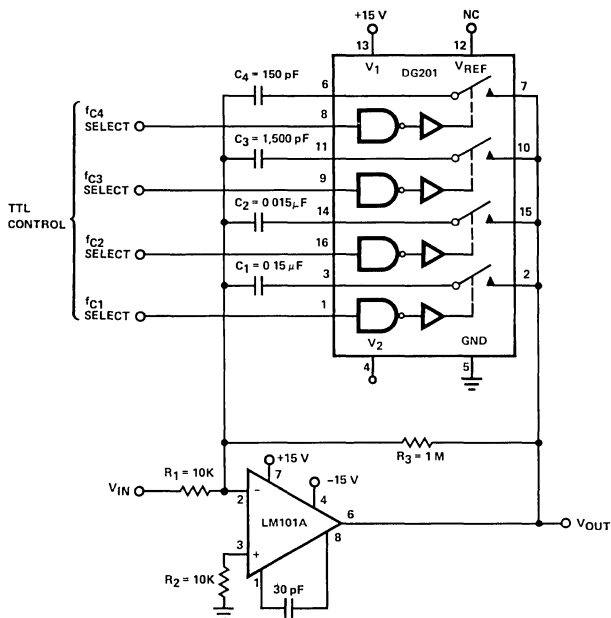 +15 V
NC
13
12
V1
DG201
VREF
C4 = 150 pF
6
7
fC4
SELECT
8
C3 = 1,500 pF
11
10
fC3
SELECT
9
C2 = 0 015µF
14
15
TTL
CONTROL
fC2
SELECT
16
C1 = 0 15 µF
3
2
fC1
SELECT
1
V2
GND
4
5
R3 = 1 M
+15 V
R1 = 10K
7
−15 V
VIN
2
−
4
LM101A
6
VOUT
8
3
+
R2 = 10K
1
30 pF